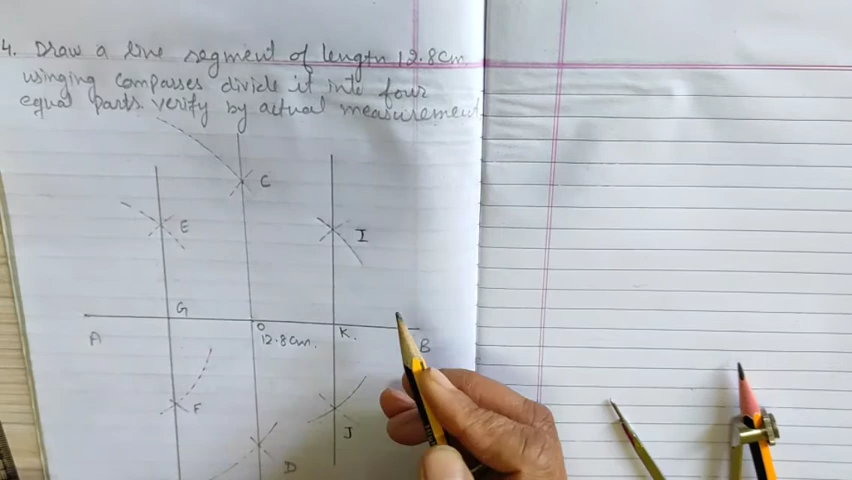 4. Draw a line segment of length 12.8cm
winging compasses divide it into four
equal parts. verify by actual measurement
C
E
I
G
A
O
K.
12.8cm.
B
F
J
D